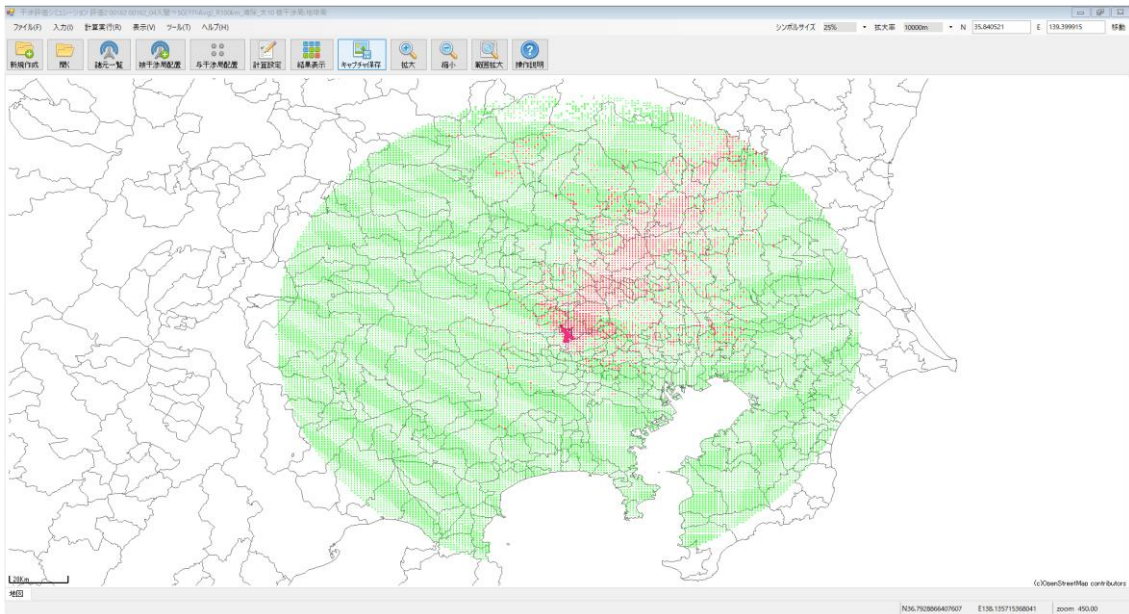 ファイル(F) 入力(I) 計算実行(R) 表示(V) ツール(T) ヘルプ(H)
シンボルサイズ 25% 拡大率 10000m N 35.840521 E 139.399915 移動
新規作成 開く 諸元一覧 被干渉局配置 与干渉局配置 計算設定 結果表示 キャプチャ保存 拡大 縮小 範囲拡大 操作説明
20Km
(c)OpenStreetMap contributors
地図
N36.7928866407607 E138.135715368041 zoom 450.00